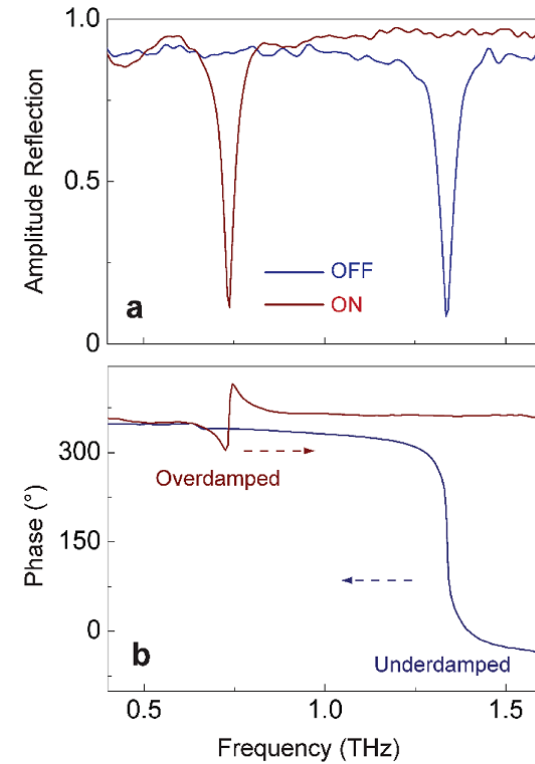 1.0
0.5
0
Amplitude Reflection
OFF
ON
a
300
150
0
Phase (°)
Overdamped
Underdamped
b
0.5 1.0 1.5
Frequency (THz)